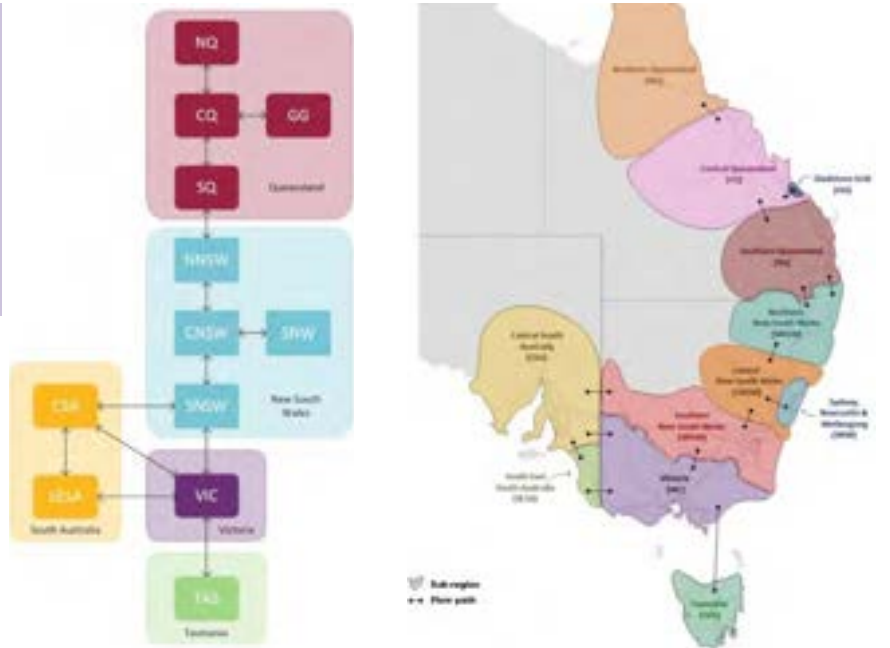 NQ
CQ
GG
SQ
Queensland
NNSW
CNSW
SNW
SNSW
New South
Wales
CSA
SESA
South Australia
VIC
Victoria
TAS
Tasmania
Northern Queensland
(NQ)
Central Queensland
(CQ)
Gladstone Grid
(GG)
Southern Queensland
(SQ)
Northern
New South Wales
(NNSW)
Central
New South Wales
(CNSW)
Sydney,
Newcastle &
Wollongong
(SNW)
Central South
Australia
(CSA)
Southern
New South Wales
(SNSW)
South East
South Australia
(SESA)
Victoria
(VIC)
Tasmania
(TAS)
Sub-region
Flow path